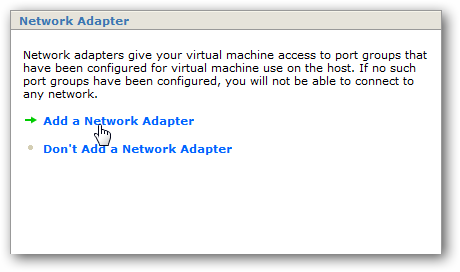 Network Adapter
Network adapters give your virtual machine access to port groups that
have been configured for virtual machine use on the host. If no such
port groups have been configured, you will not be able to connect to
any network.
Add a Network Adapter
Don't Add a Network Adapter